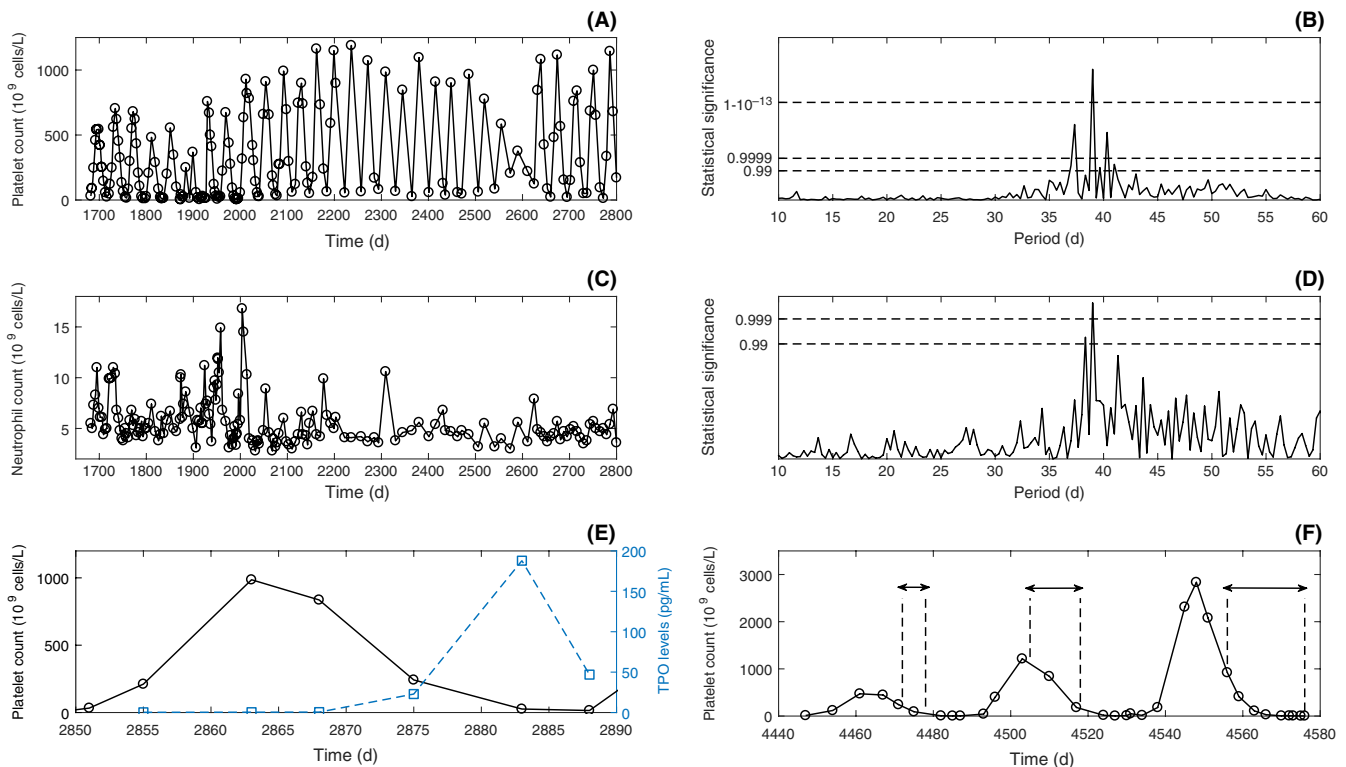 (A)
Platelet count (10 9 cells/L)
1000
500
0
1700 1800 1900 2000 2100 2200 2300 2400 2500 2600 2700 2800
Time (d)
(B)
Statistical significance
1-10-13
0.9999
0.99
10 15 20 25 30 35 40 45 50 55 60
Period (d)
(C)
Neutrophil count (10 9 cells/L)
15
10
5
1700 1800 1900 2000 2100 2200 2300 2400 2500 2600 2700 2800
Time (d)
(D)
Statistical significance
0.999
0.99
10 15 20 25 30 35 40 45 50 55 60
Period (d)
(E)
Platelet count (10 9 cells/L)
1000
500
0
2850 2855 2860 2865 2870 2875 2880 2885 2890
Time (d)
200
150
100
50
0
TPO levels (pg/mL)
(F)
Platelet count (10 9 cells/L)
3000
2000
1000
0
4440 4460 4480 4500 4520 4540 4560 4580
Time (d)